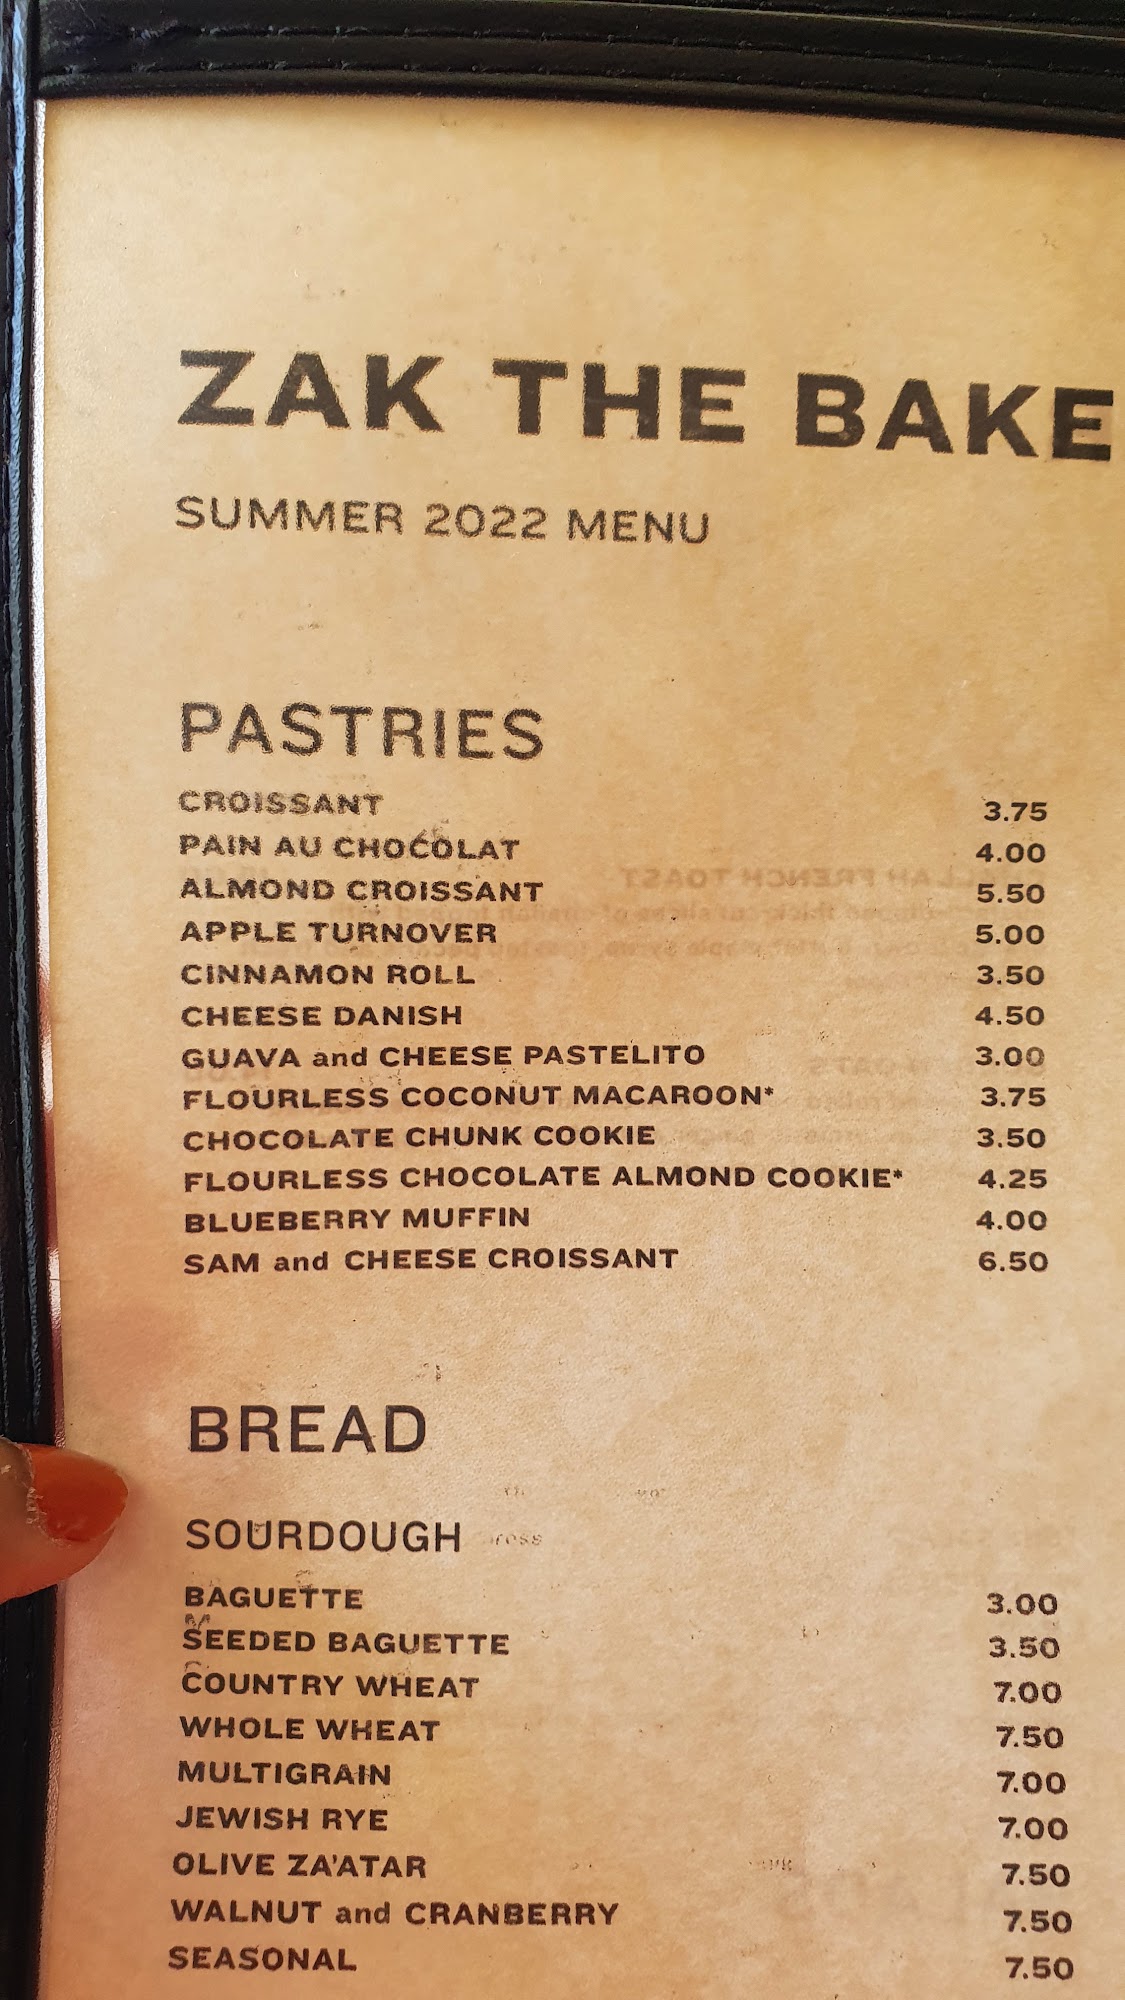 ZAK THE BAKE
SUMMER 2022 MENU
PASTRIES
CROISSANT 3.75
PAIN AU CHOCOLAT 4.00
ALMOND CROISSANT 5.50
APPLE TURNOVER 5.00
CINNAMON ROLL 3.50
CHEESE DANISH 4.50
GUAVA and CHEESE PASTELITO 3.00
FLOURLESS COCONUT MACAROON* 3.75
CHOCOLATE CHUNK COOKIE 3.50
FLOURLESS CHOCOLATE ALMOND COOKIE* 4.25
BLUEBERRY MUFFIN 4.00
SAM and CHEESE CROISSANT 6.50
BREAD
SOURDOUGH
BAGUETTE 3.00
SEEDED BAGUETTE 3.50
COUNTRY WHEAT 7.00
WHOLE WHEAT 7.50
MULTIGRAIN 7.00
JEWISH RYE 7.00
OLIVE ZA'ATAR 7.50
WALNUT and CRANBERRY 7.50
SEASONAL 7.50